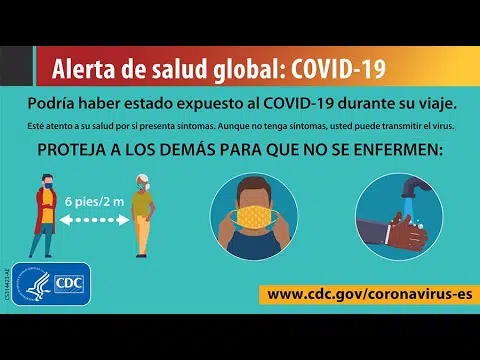 Alerta de salud global: COVID-19
Podría haber estado expuesto al COVID-19 durante su viaje.
Esté atento a su salud por si presenta síntomas. Aunque no tenga síntomas, usted puede transmitir el virus.
PROTEJA A LOS DEMÁS PARA QUE NO SE ENFERMEN:
6 pies/2 m
CDC
www.cdc.gov/coronavirus-es